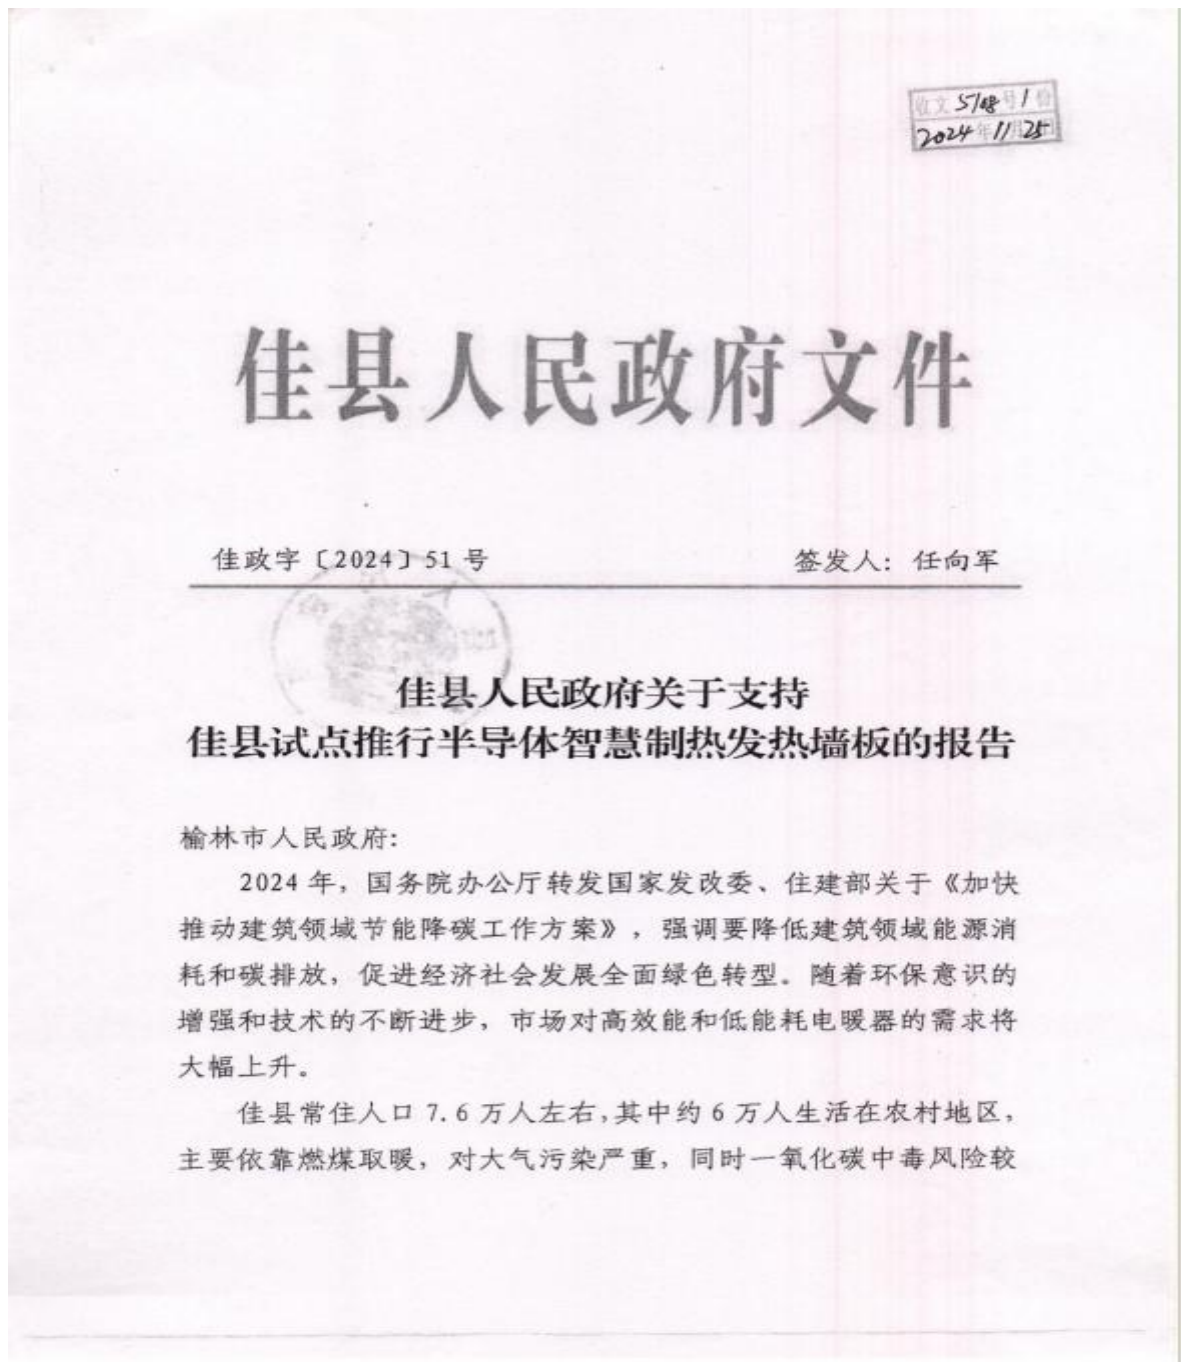 收文5108号1份
2024年11月25日
佳县人民政府文件
佳政字〔2024〕51号
签发人：任向军
佳县人民政府关于支持
佳县试点推行半导体智慧制热发热墙板的报告
榆林市人民政府:
2024年，国务院办公厅转发国家发改委、住建部关于《加快
推动建筑领域节能降碳工作方案》，强调要降低建筑领域能源消
耗和碳排放，促进经济社会发展全面绿色转型。随着环保意识的
增强和技术的不断进步，市场对高效能和低能耗电暖器的需求将
大幅上升。
佳县常住人口7.6万人左右,其中约6万人生活在农村地区,
主要依靠燃煤取暖，对大气污染严重，同时一氧化碳中毒风险较